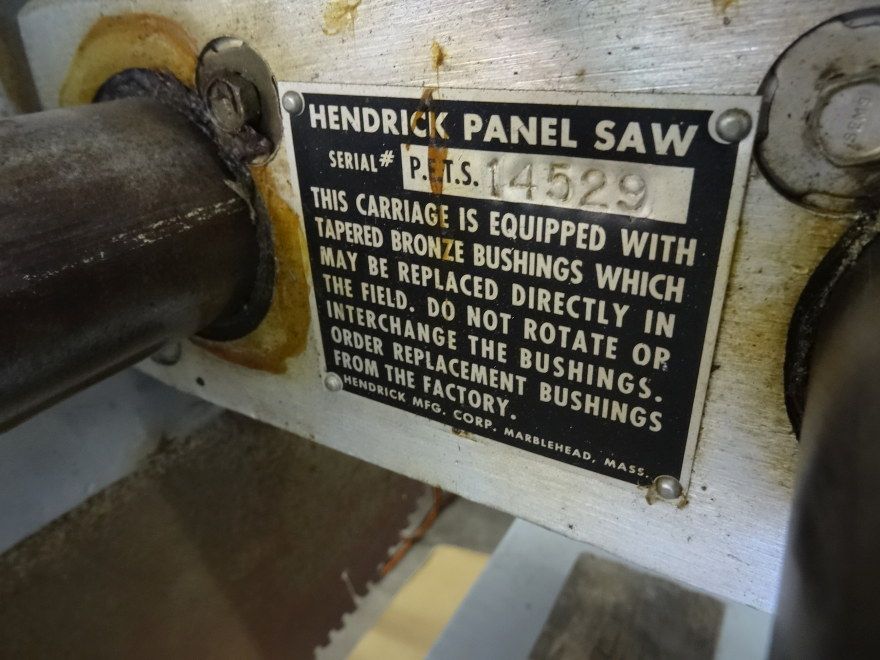 HENDRICK PANEL SAW
SERIAL# P.E.T.S. 14529
THIS CARRIAGE IS EQUIPPED WITH
TAPERED BRONZE BUSHINGS WHICH
MAY BE REPLACED DIRECTLY IN
THE FIELD. DO NOT ROTATE OR
INTERCHANGE THE BUSHINGS.
ORDER REPLACEMENT BUSHINGS
FROM THE FACTORY.
HENDRICK MFG. CORP. MARBLEHEAD, MASS.